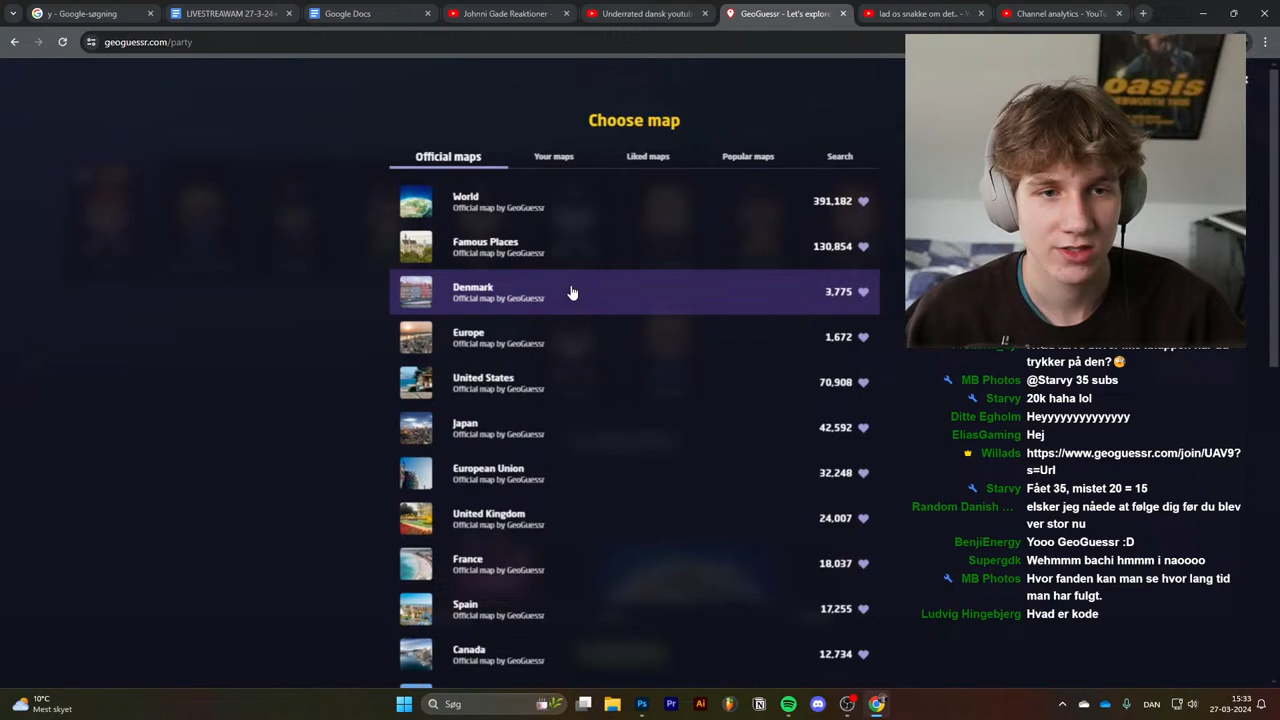 y - Google-søgning
LIVESTREAWAM 27-3-24
Google Docs
Johnni Gade Reaktioner -
Underrated dansk youtu
GeoGuessr - Let's explore
lad os snakke om det.. - Y
Channel analytics - YouT
geoguessr.com/party
oasis
Choose map
Official maps
Your maps
Liked maps
Popular maps
Search
World
Official map by GeoGuessr
391,182
Famous Places
Official map by GeoGuessr
130,854
Denmark
Official map by GeoGuessr
3,775
Europe
Official map by GeoGuessr
1,672
United States
Official map by GeoGuessr
70,908
Japan
Official map by GeoGuessr
42,592
European Union
Official map by GeoGuessr
32,248
United Kingdom
Official map by GeoGuessr
24,007
France
Official map by GeoGuessr
18,037
Spain
Official map by GeoGuessr
17,255
Canada
Official map by GeoGuessr
12,734
trykker på den?
MB Photos @Starvy 35 subs
Starvy 20k haha lol
Ditte Egholm Heyyyyyyyyyyyyyy
EliasGaming Hej
Willads https://www.geoguessr.com/join/UAV9?
s=Url
Starvy Fået 35, mistet 20 = 15
Random Danish … elsker jeg nåede at følge dig før du blev
ver stor nu
BenjiEnergy Yooo GeoGuessr :D
Supergdk Wehmmm bachi hmmm i naoooo
MB Photos Hvor fanden kan man se hvor lang tid
man har fulgt.
Ludvig Hingebjerg Hvad er kode
10°C
Mest skyet
Søg
DAN
15:33
27-03-2024